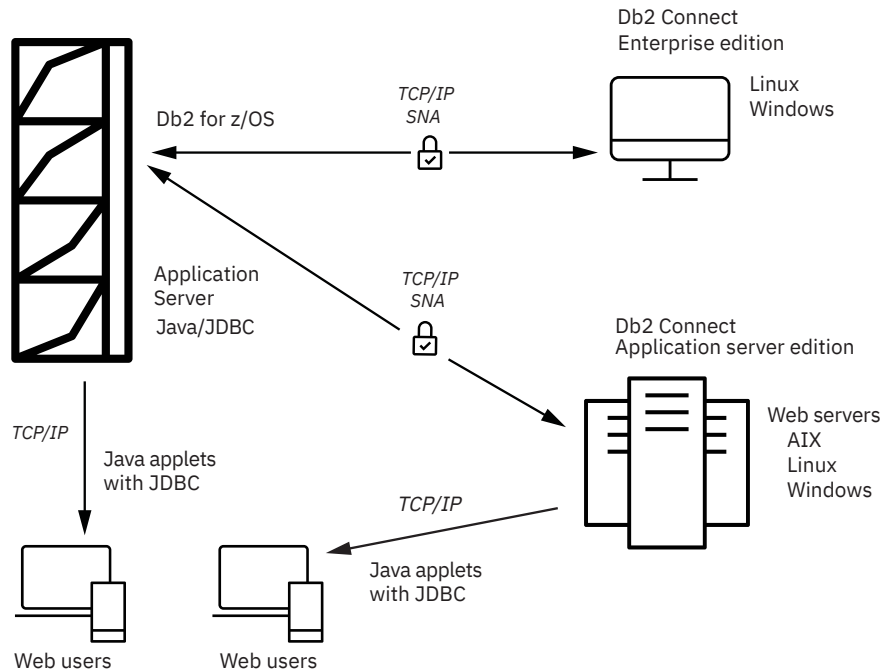 Db2 Connect
Enterprise edition
Linux
Windows
TCP/IP
SNA
Db2 for z/OS
Application
Server
Java/JDBC
TCP/IP
SNA
Db2 Connect
Application server edition
Web servers
AIX
Linux
Windows
TCP/IP
Java applets
with JDBC
TCP/IP
Java applets
with JDBC
Web users
Web users